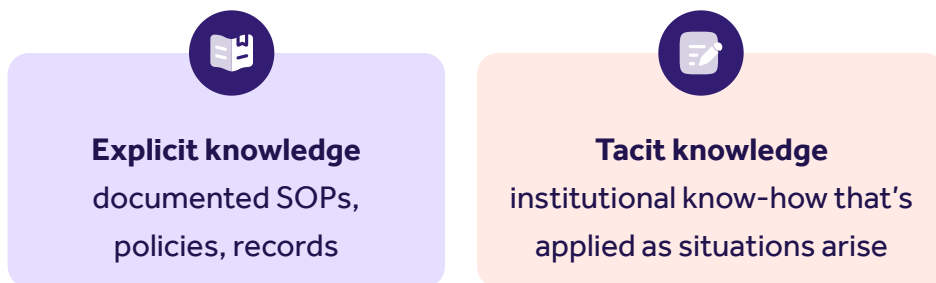 Explicit knowledge
documented SOPs,
policies, records
Tacit knowledge
institutional know-how that's
applied as situations arise